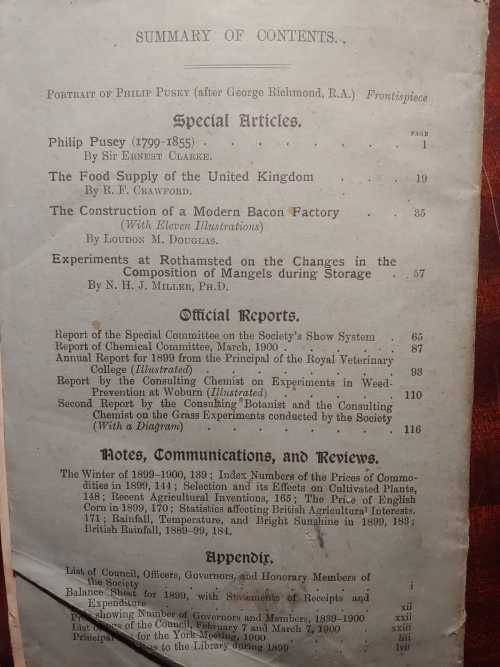 SUMMARY OF CONTENTS.
PORTRAIT OF PHILIP PUSEY (after George Richmond, R.A.) Frontispiece
Special Articles.
PAGE
Philip Pusey (1799-1855) . . . . . . . 1
By Sir ERNEST CLARKE.
The Food Supply of the United Kingdom . . . 19
By R. F. CRAWFORD.
The Construction of a Modern Bacon Factory . . 35
(With Eleven Illustrations)
By LOUDON M. DOUGLAS.
Experiments at Rothamsted on the Changes in the
Composition of Mangels during Storage . 57
By N. H. J. MILLER, PH.D.
Official Reports.
Report of the Special Committee on the Society's Show System . 65
Report of Chemical Committee, March, 1900 . . . . . 87
Annual Report for 1899 from the Principal of the Royal Veterinary
College (Illustrated) . . . . . . . . 93
Report by the Consulting Chemist on Experiments in Weed-
Prevention at Woburn (Illustrated) . . . . . 110
Second Report by the Consulting Botanist and the Consulting
Chemist on the Grass Experiments conducted by the Society
(With a Diagram) . . . . . . . . 116
Notes, Communications, and Reviews.
The Winter of 1899-1900, 139; Index Numbers of the Prices of Commo-
dities in 1899, 144; Selection and its Effects on Cultivated Plants,
148; Recent Agricultural Inventions, 165; The Price of English
Corn in 1899, 170; Statistics affecting British Agricultural Interests,
171; Rainfall, Temperature, and Bright Sunshine in 1899, 183;
British Rainfall, 1889-99, 184.
Appendix.
List of Council, Officers, Governors, and Honorary Members of
the Society . . . . . . . . . i
Balance Sheet for 1899, with Statements of Receipts and
Expenditure . . . . . . . . . xii
showing Number of Governors and Members, 1899-1900 xxii
of the Council, February 7 and March 7, 1900 xxiii
Principal for the York Meeting, 1900 . . . . liii
to the Library during 1899 . . . . lvii